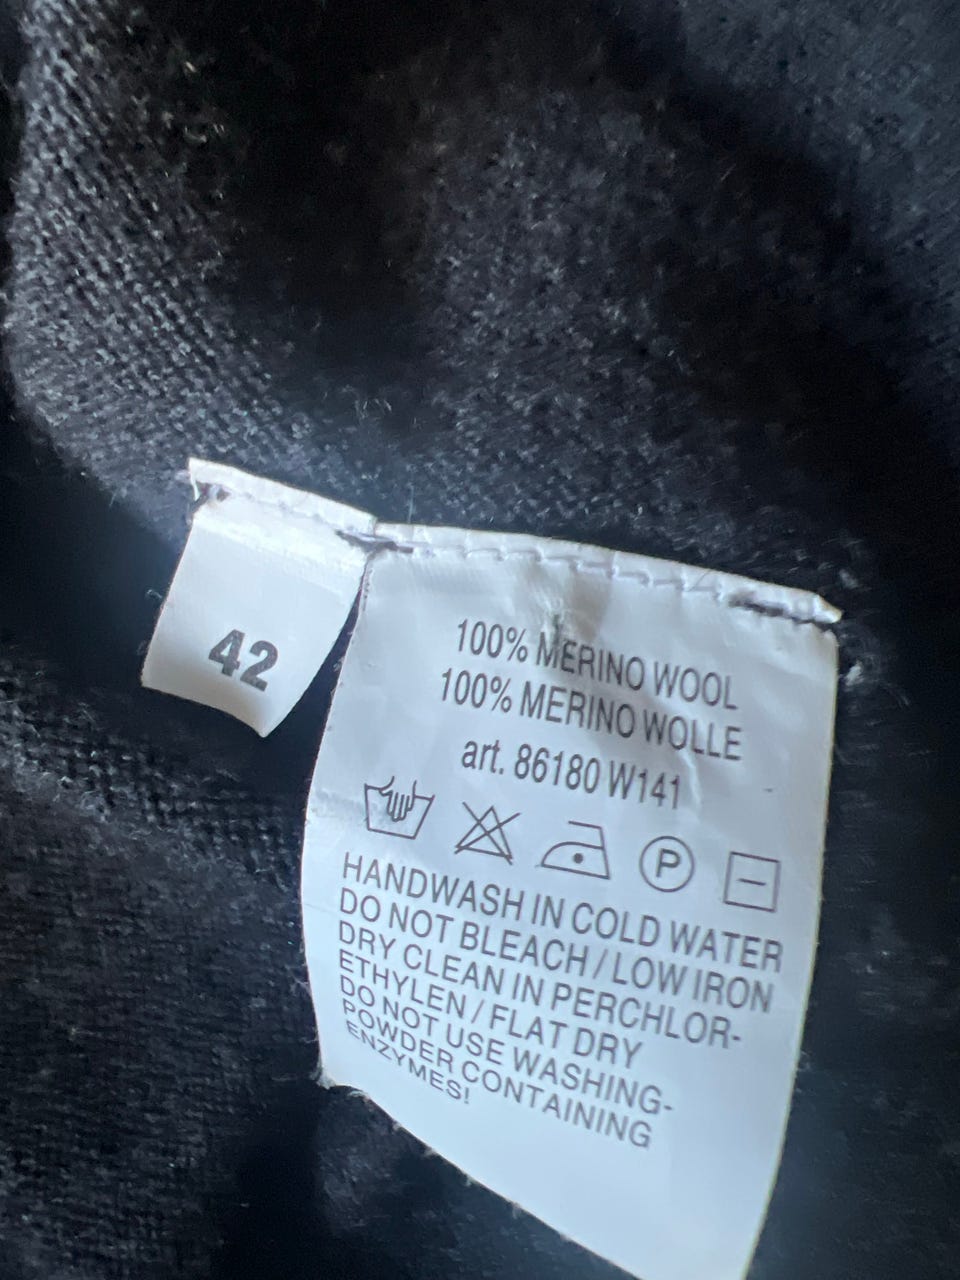 42
100% MERINO WOOL
100% MERINO WOLLE
art. 86180 W141
P
HANDWASH IN COLD WATER
DO NOT BLEACH / LOW IRON
DRY CLEAN IN PERCHLOR-
ETHYLEN / FLAT DRY
DO NOT USE WASHING-
POWDER CONTAINING
ENZYMES!